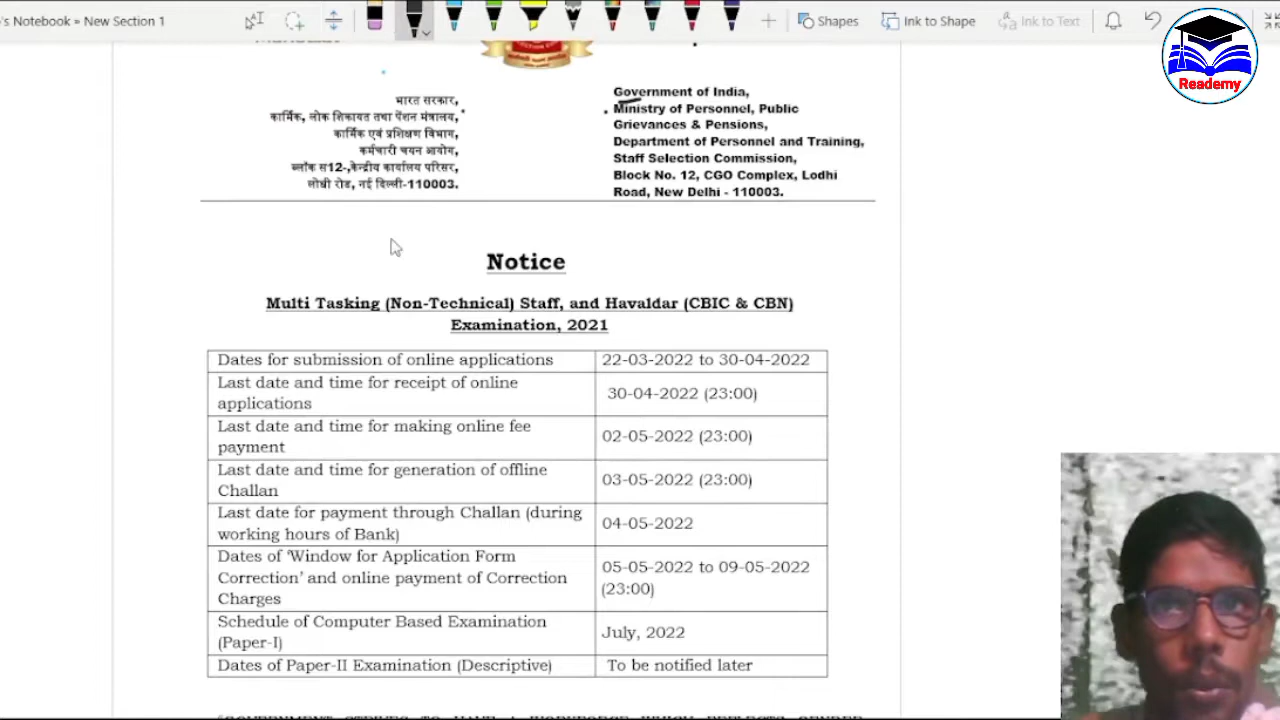 's Notebook » New Section 1
Shapes
Ink to Shape
Ink to Text
Reademy
भारत सरकार,
कार्मिक, लोक शिकायत तथा पेंशन मंत्रालय,
कार्मिक एवं प्रशिक्षण विभाग,
कर्मचारी चयन आयोग,
ब्लॉक स12-,केन्द्रीय कार्यालय परिसर,
लोधी रोड, नई दिल्ली-110003.
Government of India,
Ministry of Personnel, Public
Grievances & Pensions,
Department of Personnel and Training,
Staff Selection Commission,
Block No. 12, CGO Complex, Lodhi
Road, New Delhi - 110003.
Notice
Multi Tasking (Non-Technical) Staff, and Havaldar (CBIC & CBN)
Examination, 2021
Dates for submission of online applications 22-03-2022 to 30-04-2022
Last date and time for receipt of online
applications 30-04-2022 (23:00)
Last date and time for making online fee
payment 02-05-2022 (23:00)
Last date and time for generation of offline
Challan 03-05-2022 (23:00)
Last date for payment through Challan (during
working hours of Bank) 04-05-2022
Dates of 'Window for Application Form
Correction' and online payment of Correction
Charges 05-05-2022 to 09-05-2022
(23:00)
Schedule of Computer Based Examination
(Paper-I) July, 2022
Dates of Paper-II Examination (Descriptive) To be notified later
"GOVERNMENT STRIVES TO HAVE A WORKFORCE WHICH REFLECTS GENDER